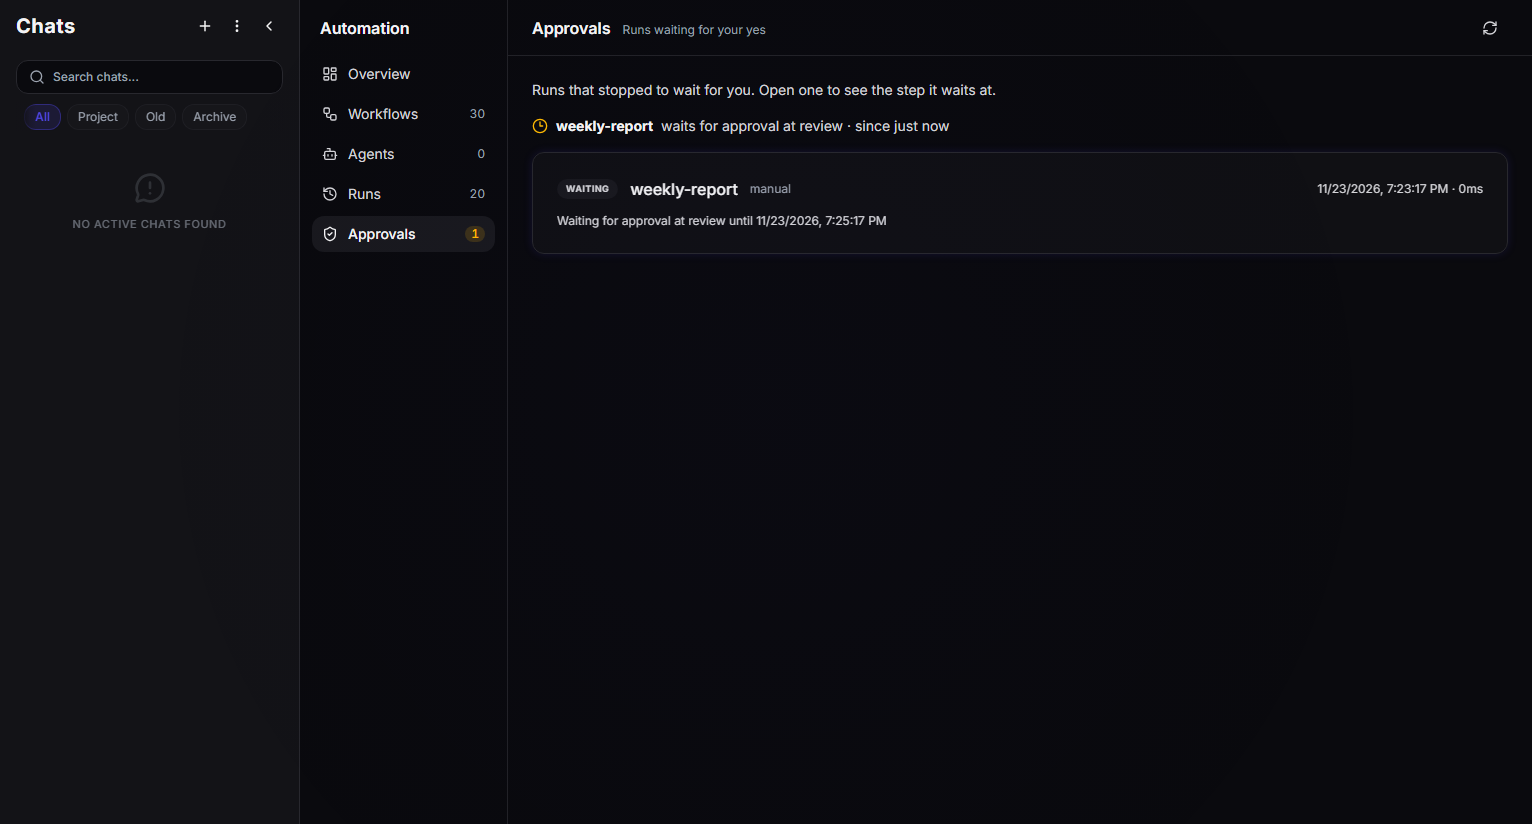 Chats
Search chats...
All Project Old Archive
NO ACTIVE CHATS FOUND
Automation
Overview
Workflows 30
Agents 0
Runs 20
Approvals 1
Approvals Runs waiting for your yes
Runs that stopped to wait for you. Open one to see the step it waits at.
weekly-report waits for approval at review · since just now
WAITING weekly-report manual 11/23/2026, 7:23:17 PM · 0ms
Waiting for approval at review until 11/23/2026, 7:25:17 PM